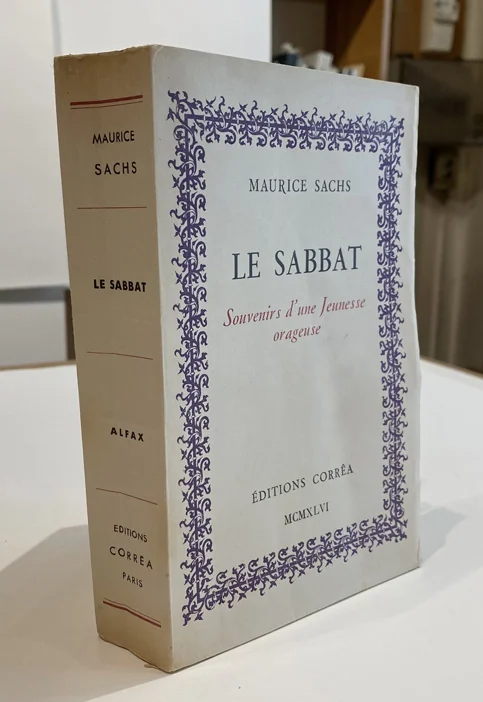 MAURICE
SACHS
LE SABBAT
ALFAX
EDITIONS
CORRÊA
PARIS
MAURICE SACHS
LE SABBAT
Souvenirs d'une Jeunesse
orageuse
ÉDITIONS CORRÊA
MCMXLVI